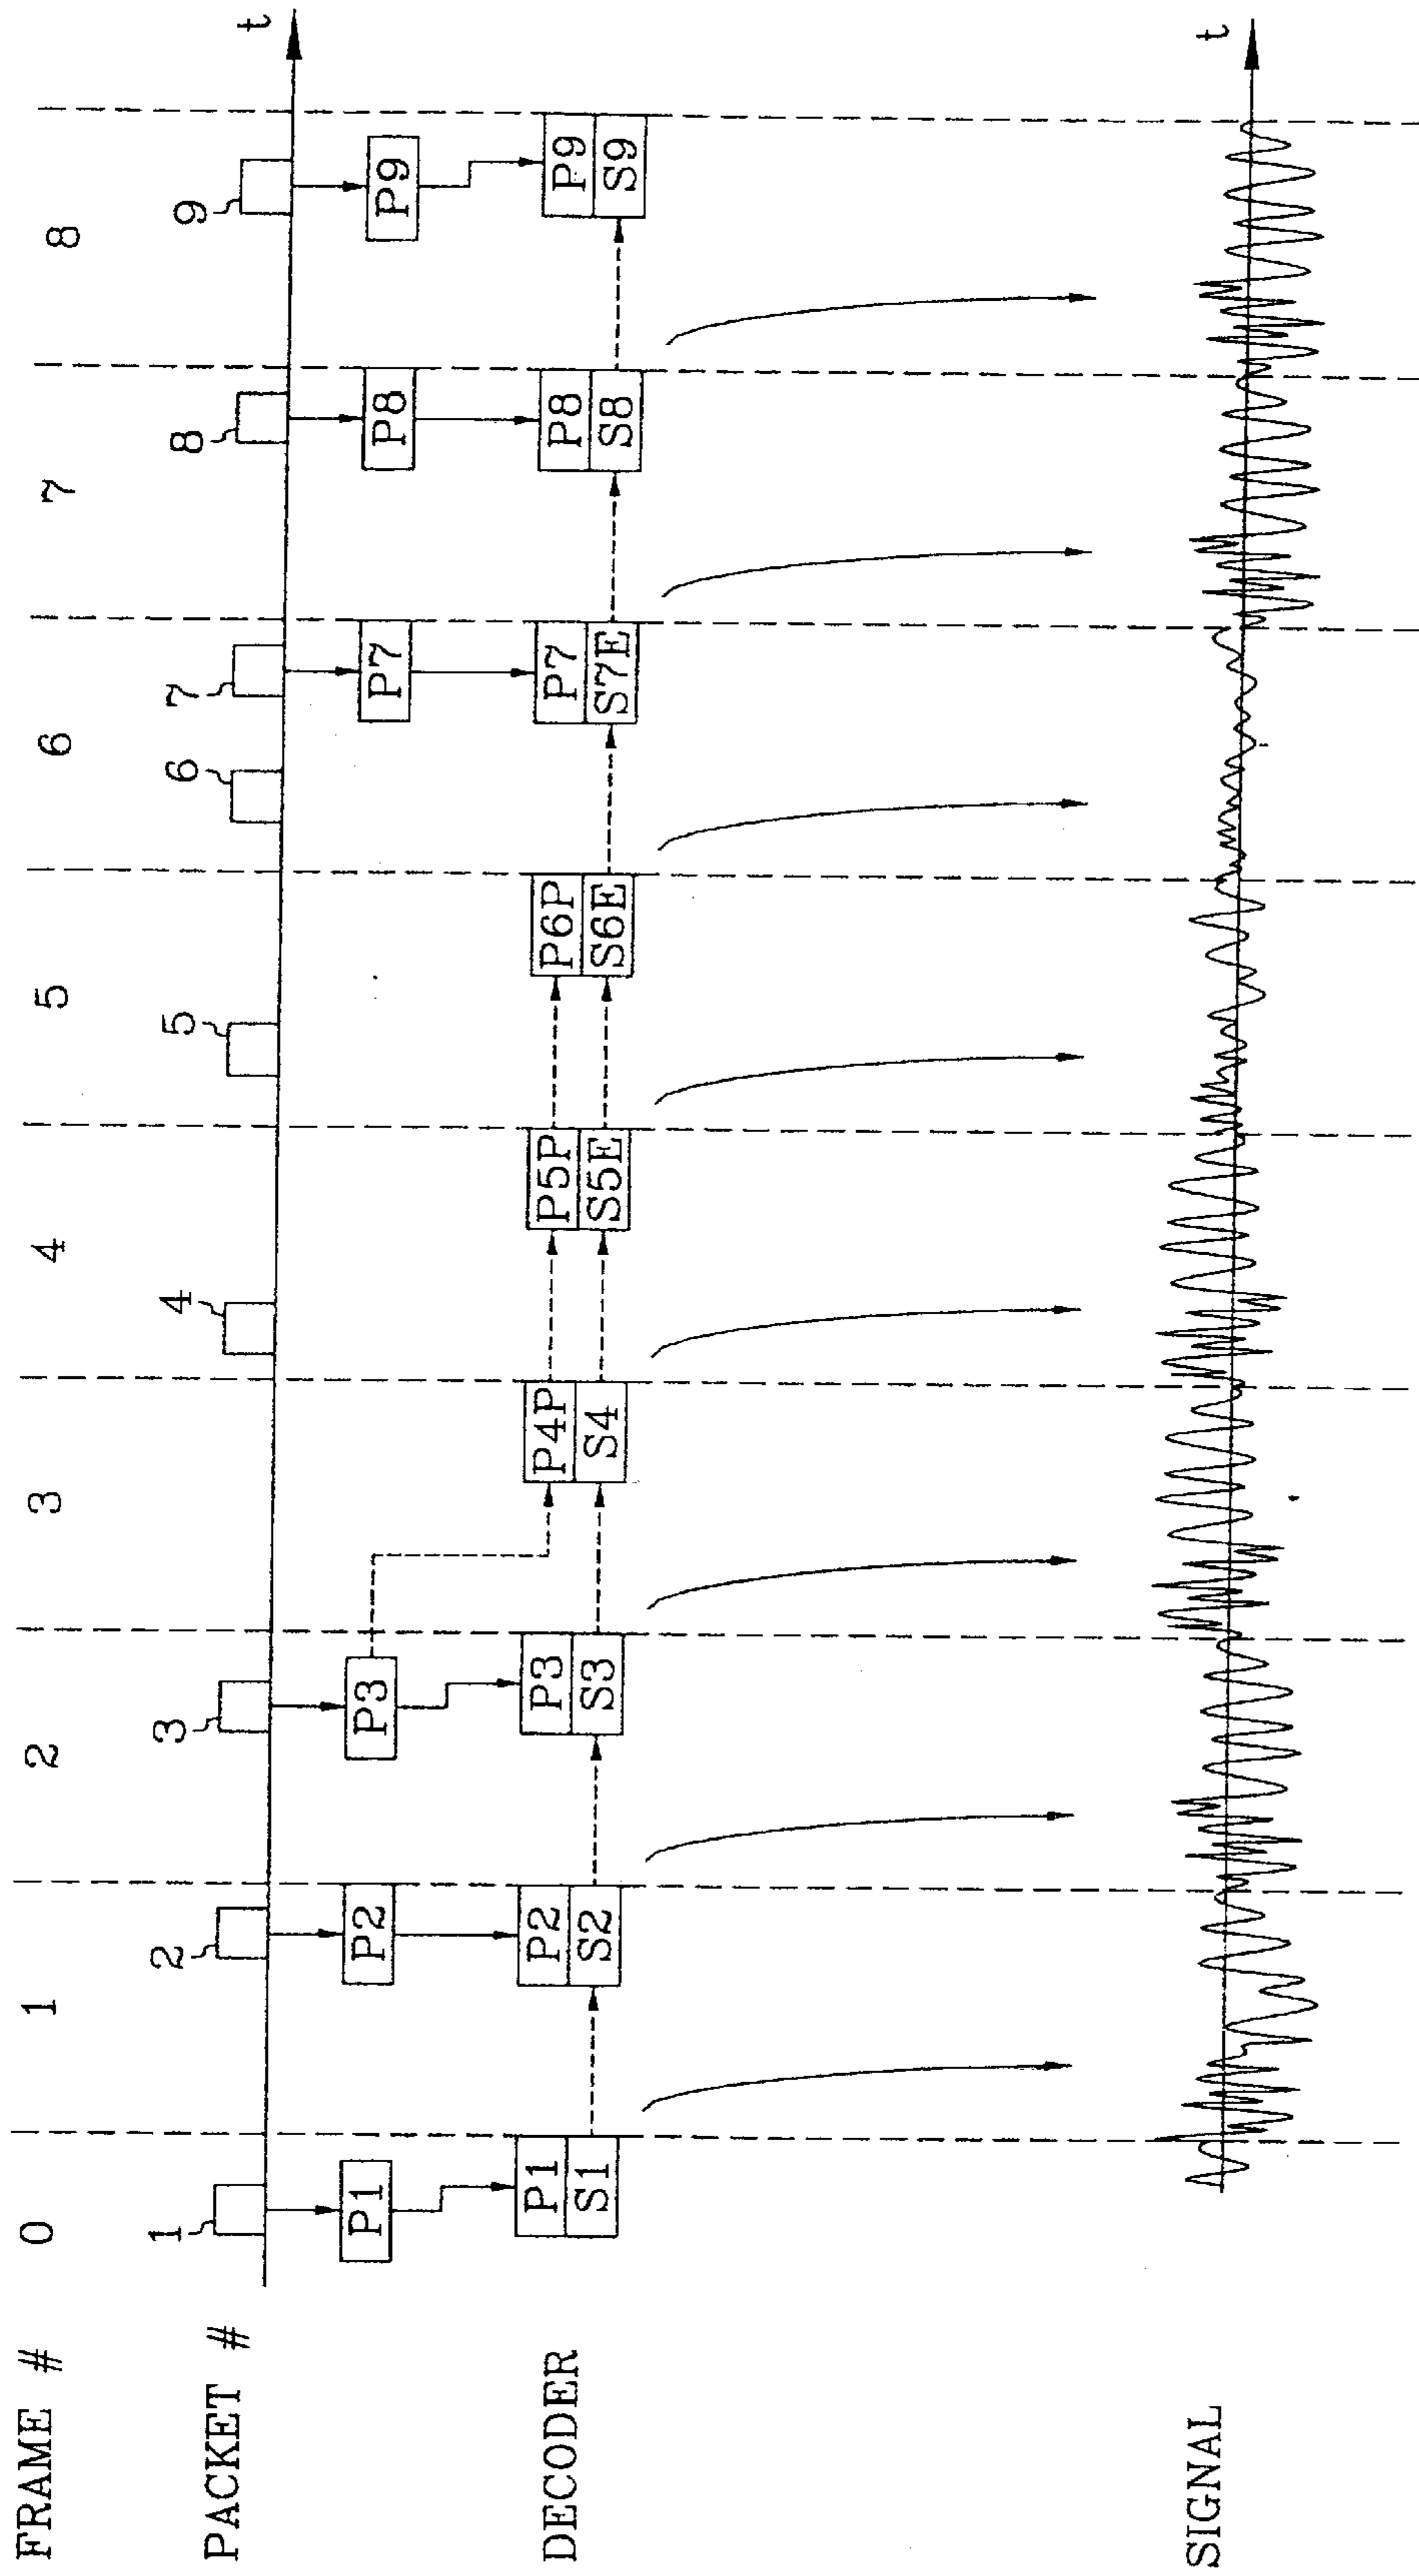 FRAME # 0 1 2 3 4 5 6 7 8
PACKET # 1 2 3 4 5 6 7 8 9 t
P1 P2 P3 P7 P8 P9
DECODER P1 P2 P3 P4P P5P P6P P7 P8 P9
S1 S2 S3 S4 S5E S6E S7E S8 S9
SIGNAL t